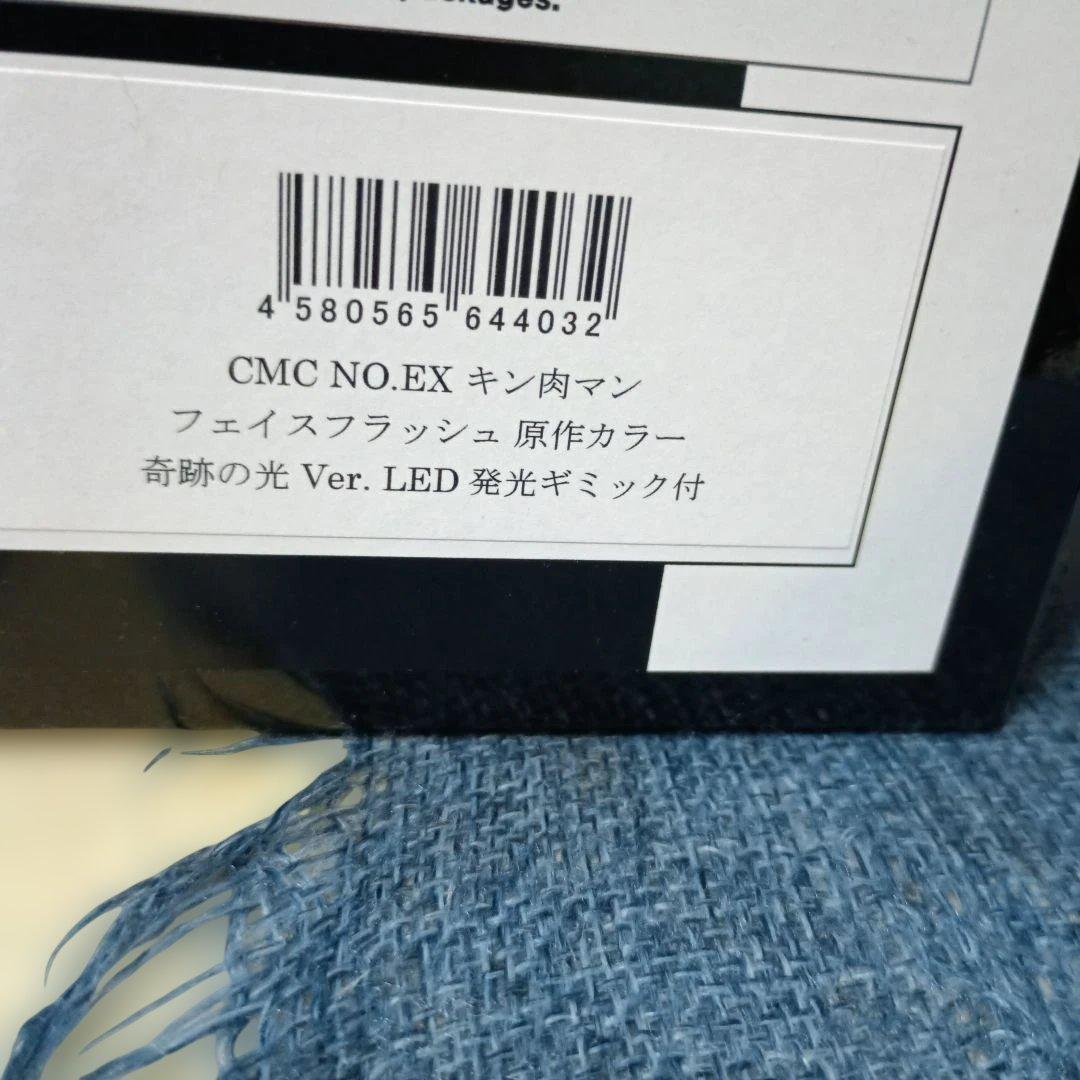 4 580565 644032
CMC NO.EX キン肉マン
フェイスフラッシュ 原作カラー
奇跡の光 Ver. LED 発光ギミック付